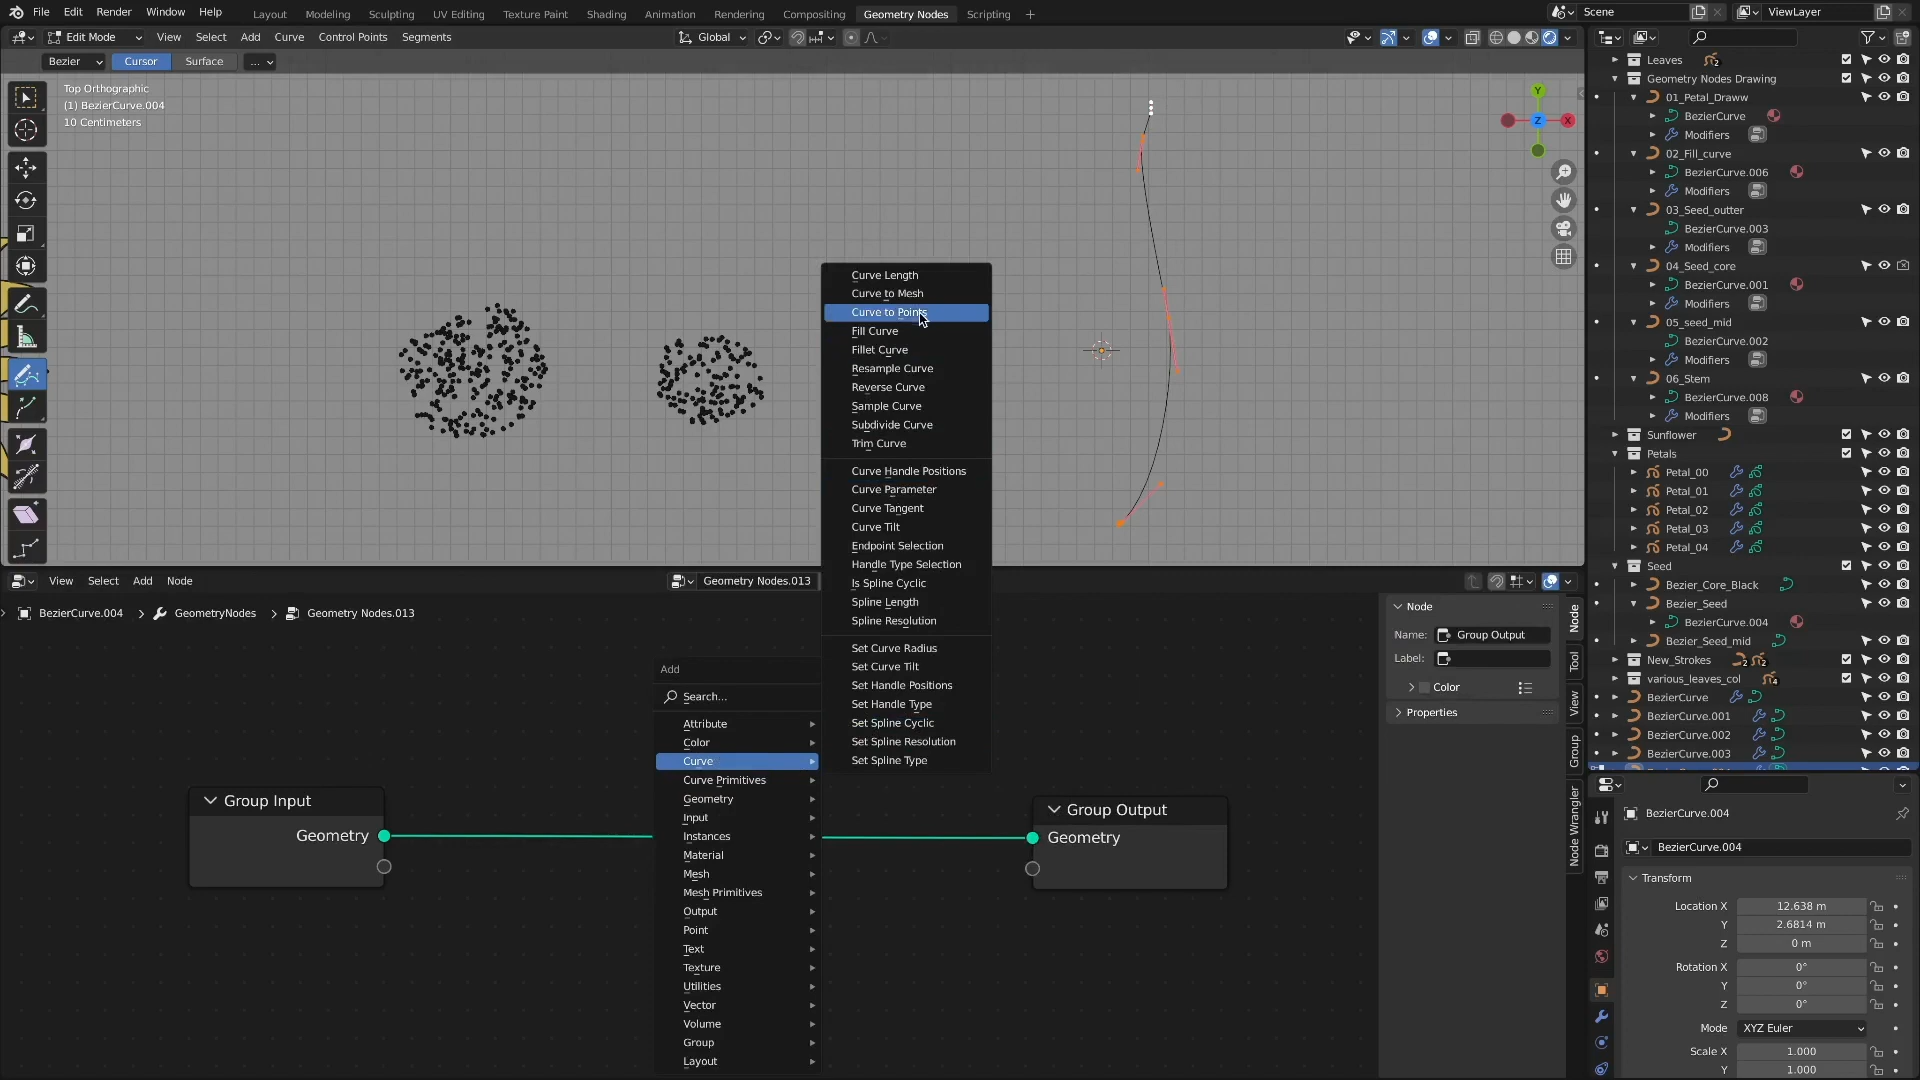 File Edit Render Window Help Layout Modeling Sculpting UV Editing Texture Paint Shading Animation Rendering Compositing Geometry Nodes Scripting + Scene ViewLayer
Edit Mode View Select Add Curve Control Points Segments Global
Bezier Cursor Surface ...
Top Orthographic
(1) BezierCurve.004
10 Centimeters
Y
Z
X
Curve Length
Curve to Mesh
Curve to Points
Fill Curve
Fillet Curve
Resample Curve
Reverse Curve
Sample Curve
Subdivide Curve
Trim Curve
Curve Handle Positions
Curve Parameter
Curve Tangent
Curve Tilt
Endpoint Selection
Handle Type Selection
Is Spline Cyclic
Spline Length
Spline Resolution
Set Curve Radius
Set Curve Tilt
Set Handle Positions
Set Handle Type
Set Spline Cyclic
Set Spline Resolution
Set Spline Type
View Select Add Node Geometry Nodes.013
BezierCurve.004 > GeometryNodes > Geometry Nodes.013
Add
Search...
Attribute
Color
Curve
Curve Primitives
Geometry
Input
Instances
Material
Mesh
Mesh Primitives
Output
Point
Text
Texture
Utilities
Vector
Volume
Group
Layout
Group Input
Geometry
Group Output
Geometry
Node
Name: Group Output
Label:
Color
Properties
Node
Tool
View
Group
Node Wrangler
Leaves 2
Geometry Nodes Drawing
01_Petal_Draww
BezierCurve
Modifiers
02_Fill_curve
BezierCurve.006
Modifiers
03_Seed_outter
BezierCurve.003
Modifiers
04_Seed_core
BezierCurve.001
Modifiers
05_seed_mid
BezierCurve.002
Modifiers
06_Stem
BezierCurve.008
Modifiers
Sunflower
Petals
Petal_00
Petal_01
Petal_02
Petal_03
Petal_04
Seed
Bezier_Core_Black
Bezier_Seed
BezierCurve.004
Bezier_Seed_mid
New_Strokes 2 2
various_leaves_col 4
BezierCurve
BezierCurve.001
BezierCurve.002
BezierCurve.003
BezierCurve.004
BezierCurve.004
Transform
Location X 12.638 m
Y 2.6814 m
Z 0 m
Rotation X 0°
Y 0°
Z 0°
Mode XYZ Euler
Scale X 1.000
Y 1.000